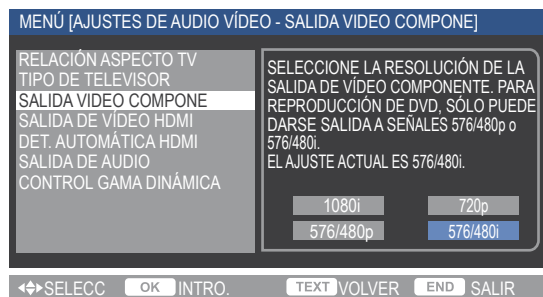 MENÚ [AJUSTES DE AUDIO VÍDEO - SALIDA VIDEO COMPONE]
RELACIÓN ASPECTO TV
TIPO DE TELEVISOR
SALIDA VIDEO COMPONE
SALIDA DE VÍDEO HDMI
DET. AUTOMÁTICA HDMI
SALIDA DE AUDIO
CONTROL GAMA DINÁMICA
SELECCIONE LA RESOLUCIÓN DE LA
SALIDA DE VÍDEO COMPONENTE. PARA
REPRODUCCIÓN DE DVD, SÓLO PUEDE
DARSE SALIDA A SEÑALES 576/480p o
576/480i.
EL AJUSTE ACTUAL ES 576/480i.
1080i 720p
576/480p 576/480i
SELECC OK INTRO. TEXT VOLVER END SALIR